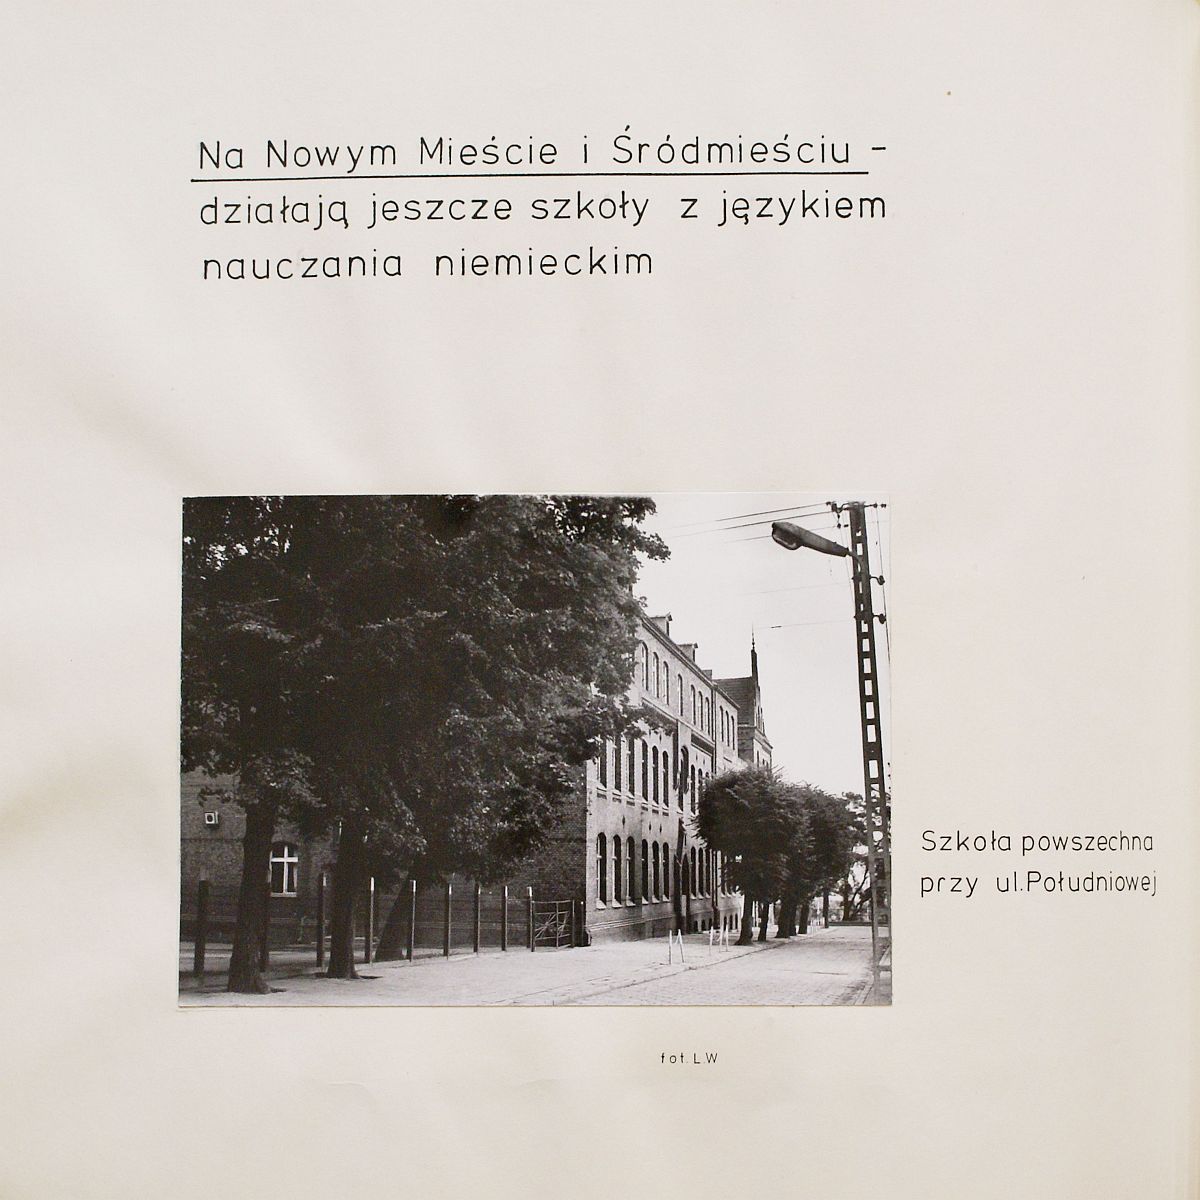 Na Nowym Mieście i Śródmieściu -
działają jeszcze szkoły z językiem
nauczania niemieckim
Szkoła powszechna
przy ul. Południowej
fot. L.W